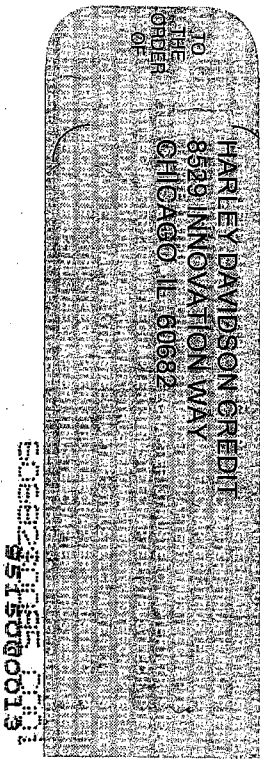 TO
THE
ORDER
OF
HARLEY DAVIDSON CREDIT
8529 INNOVATION WAY
CHICAGO IL 60682